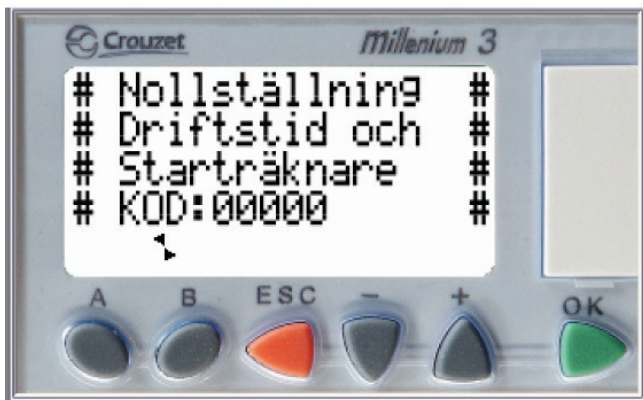 Crouzet Millenium 3
# Nollställning #
# Driftstid och #
# Starträknare #
# KOD:00000 #
A B ESC - + OK